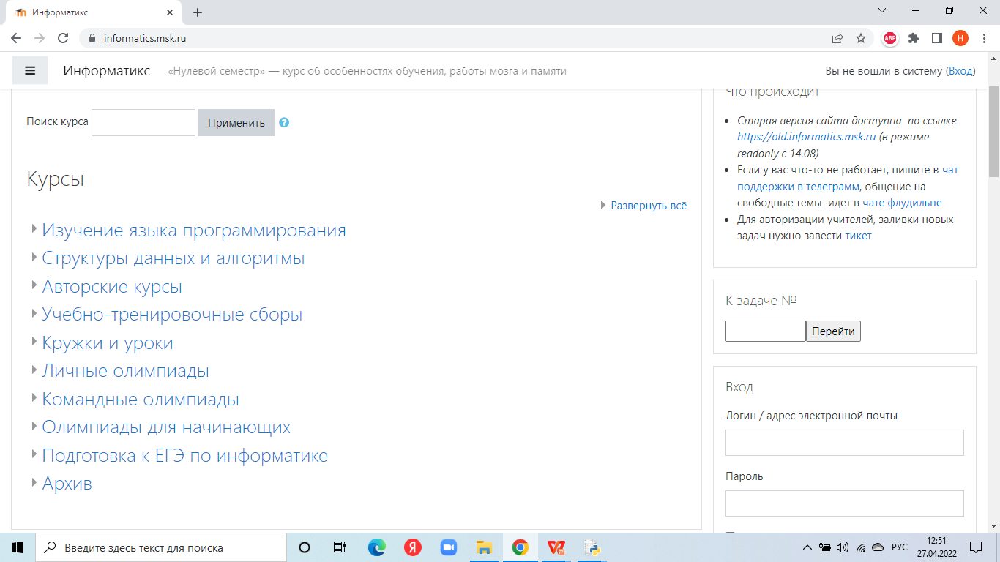 Информатикс
informatics.msk.ru
ABP
Н
Информатикс
«Нулевой семестр» — курс об особенностях обучения, работы мозга и памяти
Вы не вошли в систему (Вход)
Поиск курса
Применить
?
Курсы
Развернуть всё
Изучение языка программирования
Структуры данных и алгоритмы
Авторские курсы
Учебно-тренировочные сборы
Кружки и уроки
Личные олимпиады
Командные олимпиады
Олимпиады для начинающих
Подготовка к ЕГЭ по информатике
Архив
Что происходит
Старая версия сайта доступна по ссылке
https://old.informatics.msk.ru (в режиме
readonly с 14.08)
Если у вас что-то не работает, пишите в чат
поддержки в телеграмм, общение на
свободные темы идет в чате флудильне
Для авторизации учителей, заливки новых
задач нужно завести тикет
К задаче №
Перейти
Вход
Логин / адрес электронной почты
Пароль
Введите здесь текст для поиска
Я
РУС
12:51
27.04.2022